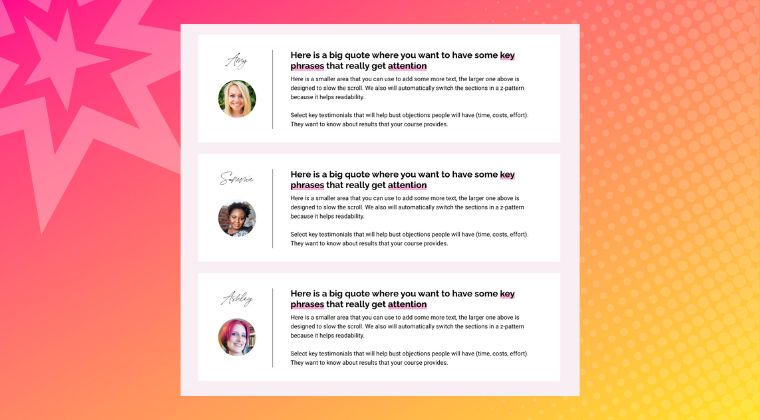 Amy
Here is a big quote where you want to have some key
phrases that really get attention
Here is a smaller area that you can use to add some more text, the larger one above is
designed to slow the scroll. We also will automatically switch the sections in a z-pattern
because it helps readability.
Select key testimonials that will help bust objections people will have (time, costs, effort).
They want to know about results that your course provides.
Here is a big quote where you want to have some key
phrases that really get attention
Here is a smaller area that you can use to add some more text, the larger one above is
designed to slow the scroll. We also will automatically switch the sections in a z-pattern
because it helps readability.
Select key testimonials that will help bust objections people will have (time, costs, effort).
They want to know about results that your course provides.
Ashley
Here is a big quote where you want to have some key
phrases that really get attention
Here is a smaller area that you can use to add some more text, the larger one above is
designed to slow the scroll. We also will automatically switch the sections in a z-pattern
because it helps readability.
Select key testimonials that will help bust objections people will have (time, costs, effort).
They want to know about results that your course provides.